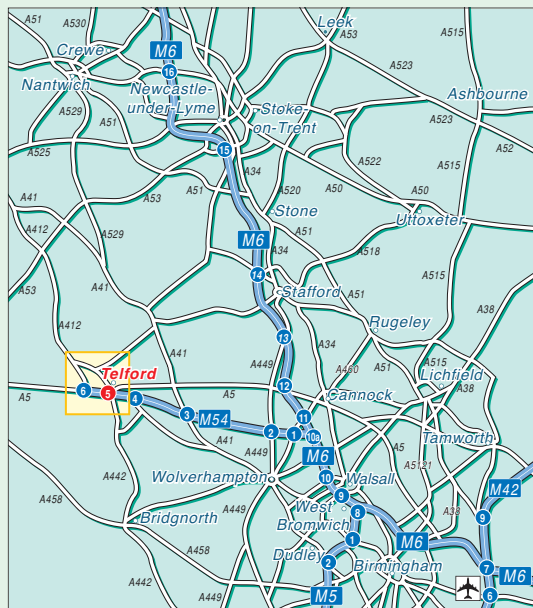 A51
A530
Leek
A53
A515
Crewe
M6
A523
16
Nantwich
Newcastle-
under-Lyme
Stoke
on-Trent
Ashbourne
A529
A51
A523
A52
A525
15
A522
A515
A34
A41
A51
A520
A50
A50
A53
Stone
Uttoxeter
A412
A529
M6
A51
A34
A518
A53
A41
14
A515
Stafford
A38
A412
Rugeley
13
A41
A449
A34
A460
A51
A515
Telford
Lichfield
6
5
4
12
A38
A5
A5
Cannock
3
M54
11
A41
2
1
10a
Tamworth
A449
M6
A5
A442
10
A5121
M42
Wolverhampton
Walsall
9
A458
A449
West
Bromwich
8
A38
9
Bridgnorth
1
M6
A458
Dudley
2
7
M6
Birmingham
A442
A449
M5
6